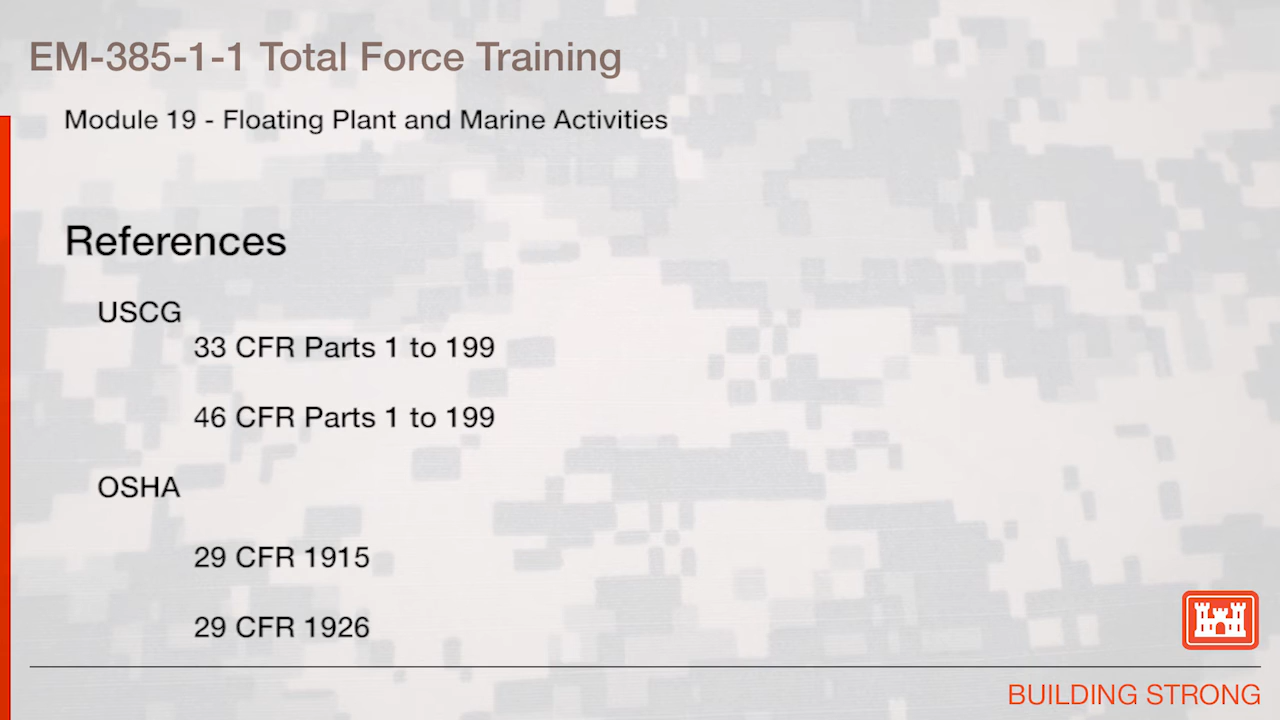 EM-385-1-1 Total Force Training
Module 19 - Floating Plant and Marine Activities
References
USCG
33 CFR Parts 1 to 199
46 CFR Parts 1 to 199
OSHA
29 CFR 1915
29 CFR 1926
BUILDING STRONG